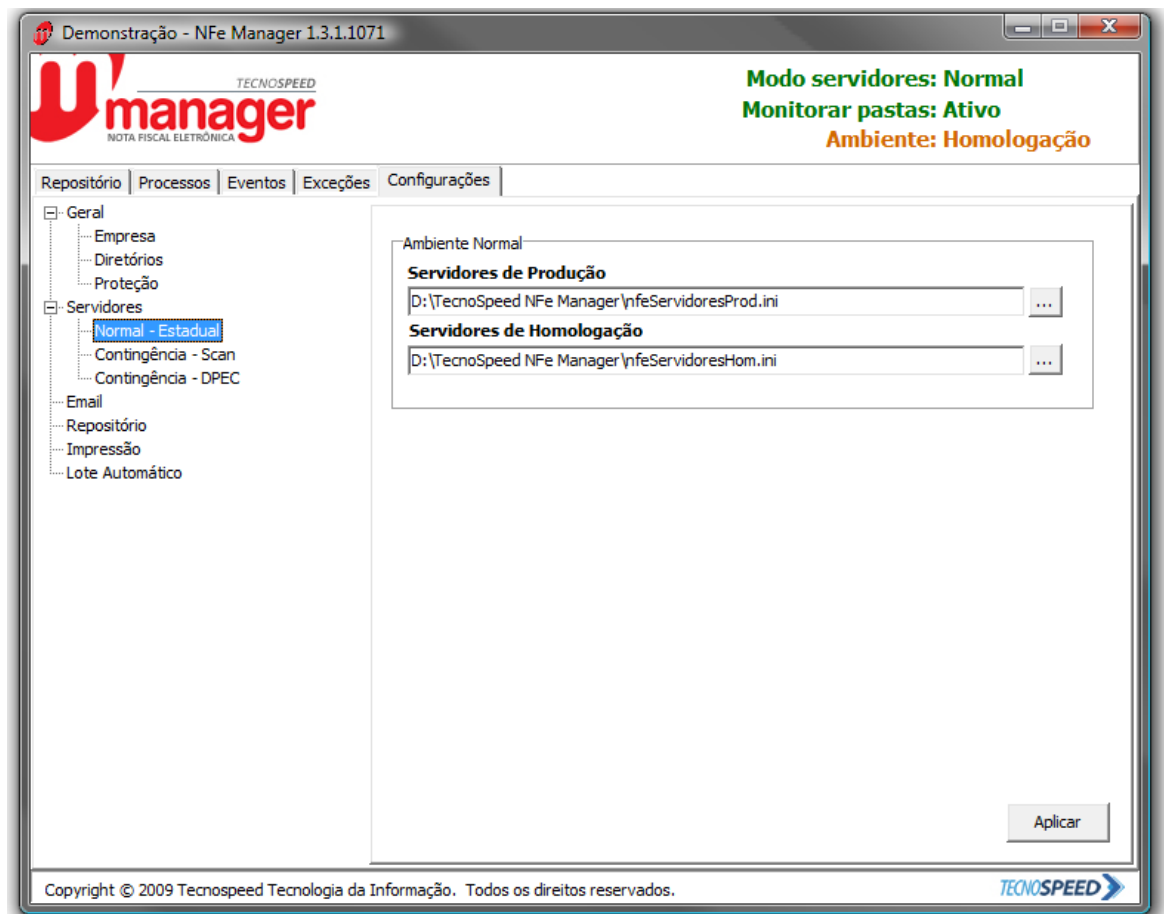 Demonstração - NFe Manager 1.3.1.1071
TECNOSPEED
manager
NOTA FISCAL ELETRÔNICA
Modo servidores: Normal
Monitorar pastas: Ativo
Ambiente: Homologação
Repositório Processos Eventos Exceções Configurações
Geral
Empresa
Diretórios
Proteção
Servidores
Normal - Estadual
Contingência - Scan
Contingência - DPEC
Email
Repositório
Impressão
Lote Automático
Ambiente Normal
Servidores de Produção
D:\TecnoSpeed NFe Manager\nfeServidoresProd.ini ...
Servidores de Homologação
D:\TecnoSpeed NFe Manager\nfeServidoresHom.ini ...
Aplicar
Copyright © 2009 Tecnospeed Tecnologia da Informação. Todos os direitos reservados.
TECNOSPEED